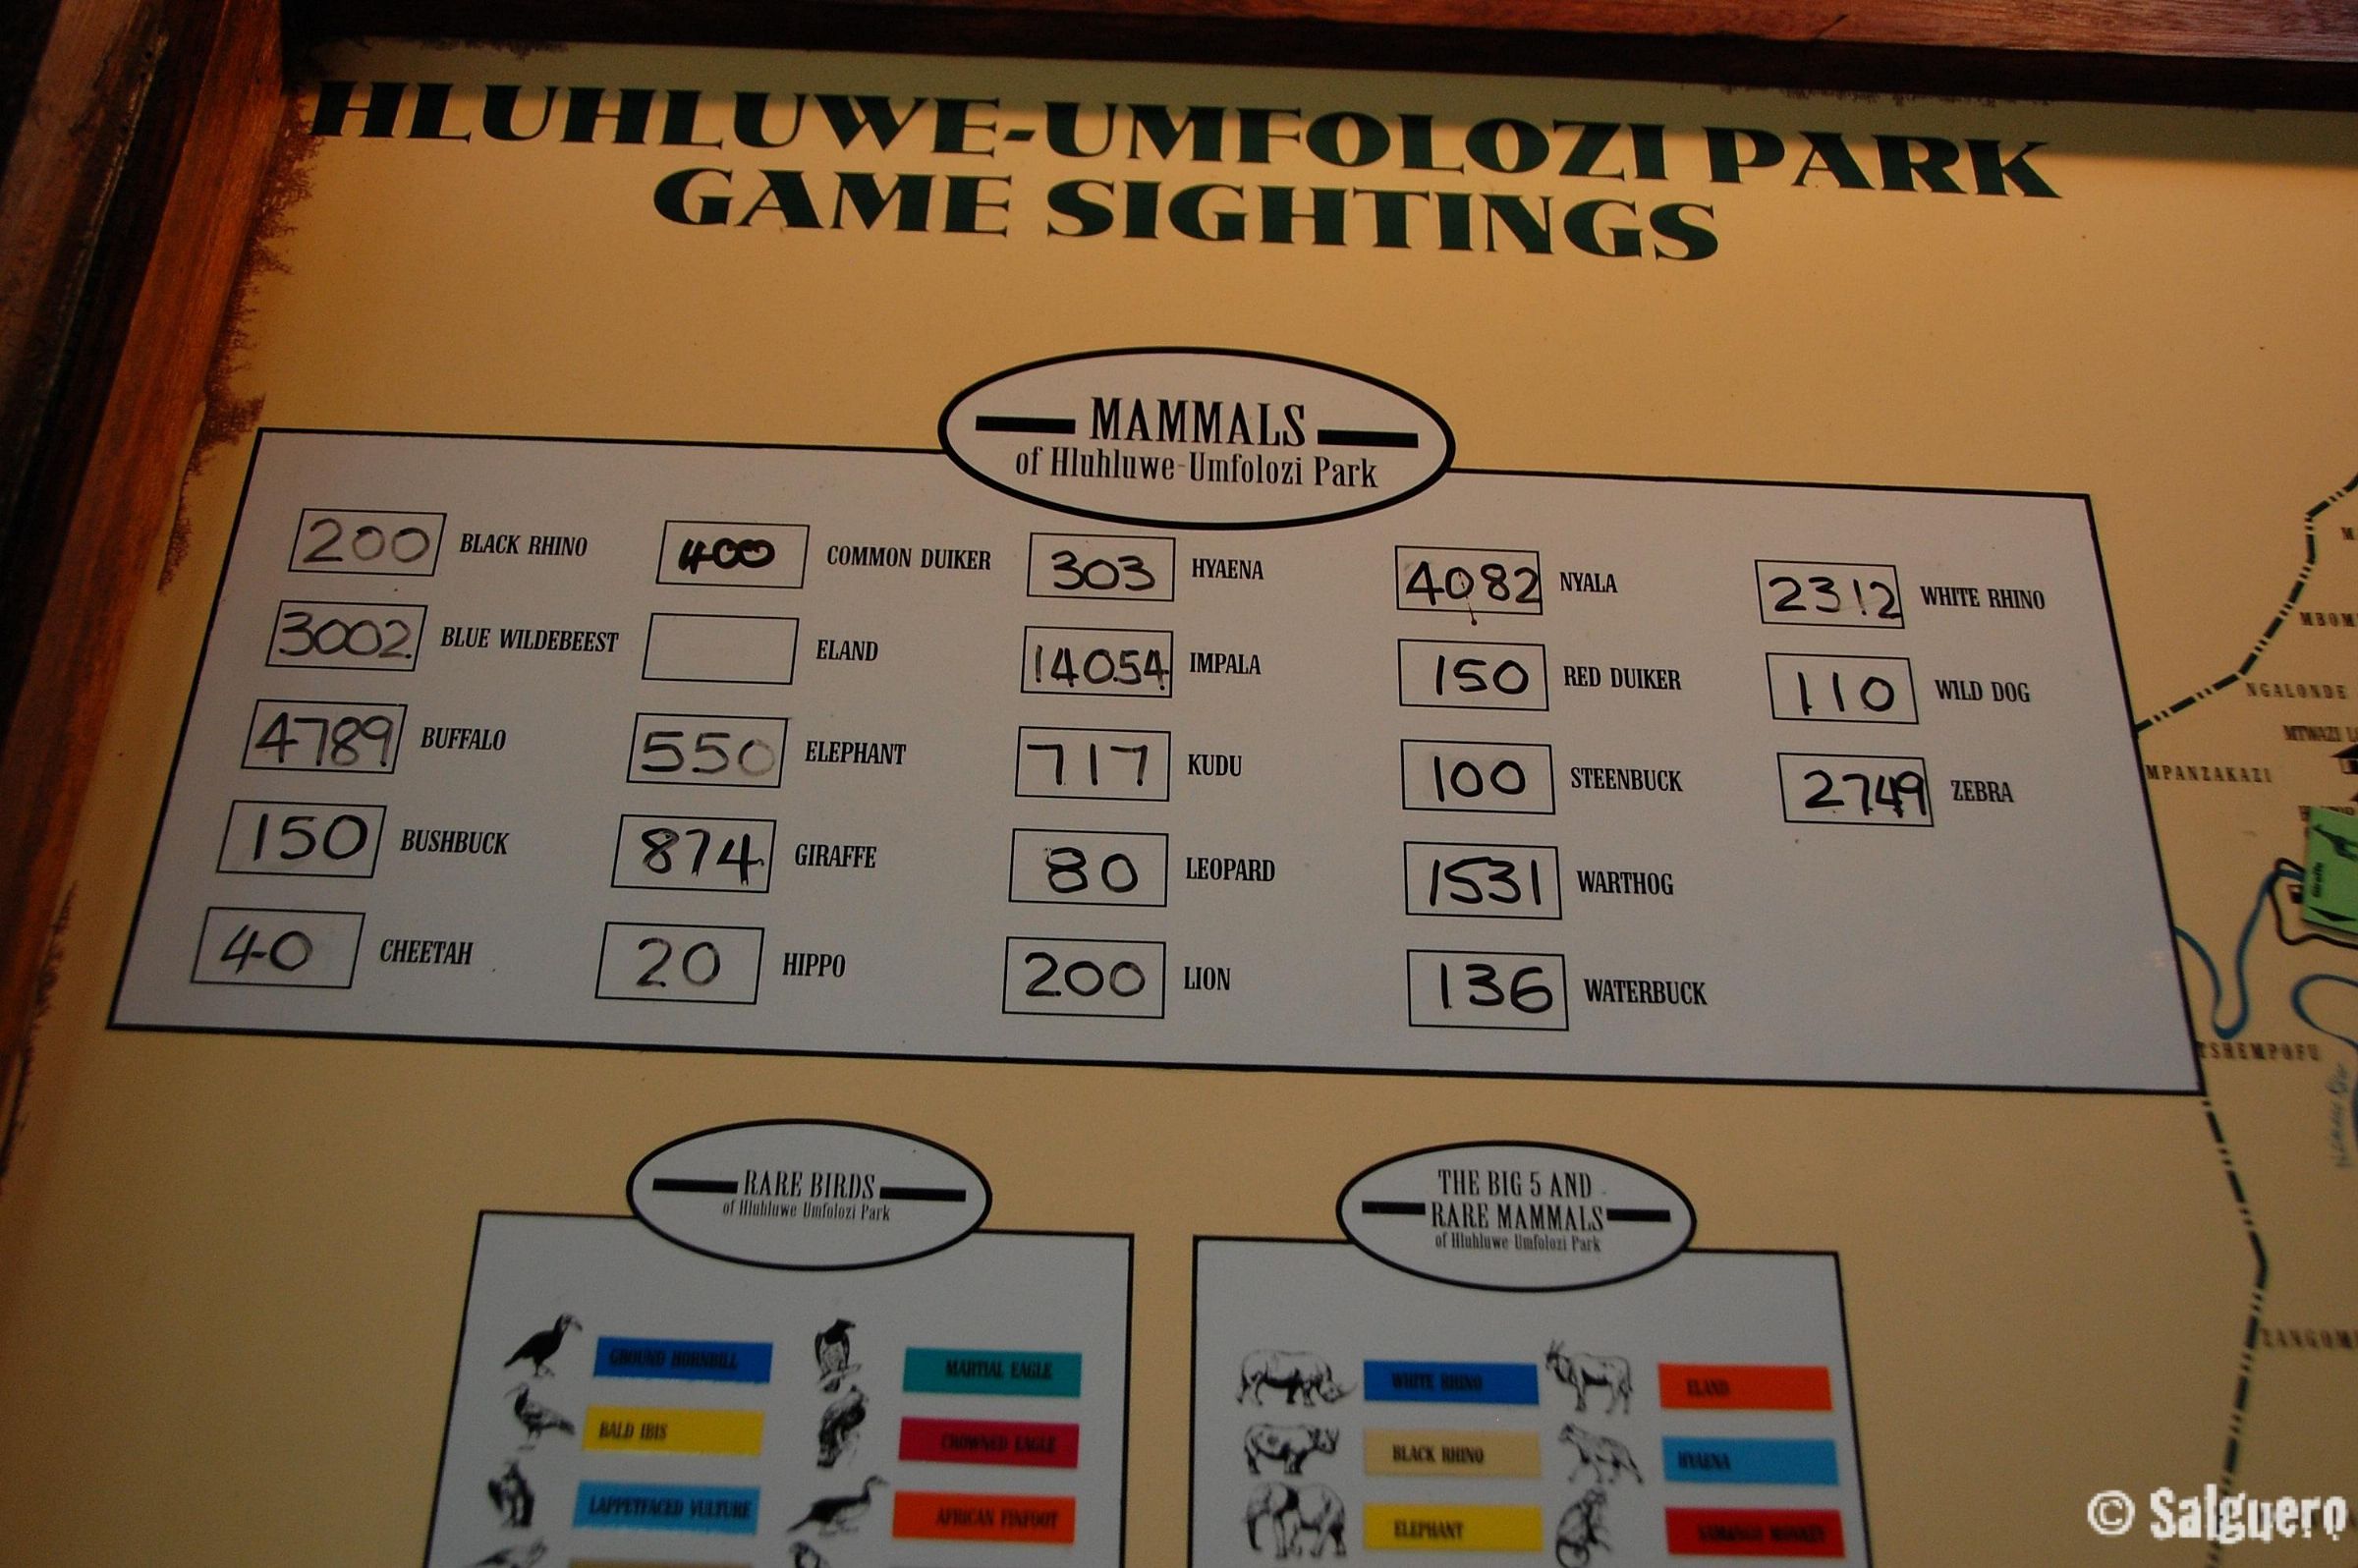 HLUHLUWE-UMFOLOZI PARK
GAME SIGHTINGS
MAMMALS
of Hluhluwe-Umfolozi Park
200 BLACK RHINO
3002 BLUE WILDEBEEST
4789 BUFFALO
150 BUSHBUCK
40 CHEETAH
400 COMMON DUIKER
ELAND
550 ELEPHANT
874 GIRAFFE
20 HIPPO
303 HYAENA
14054 IMPALA
717 KUDU
80 LEOPARD
200 LION
4082 NYALA
150 RED DUIKER
100 STEENBUCK
1531 WARTHOG
136 WATERBUCK
2312 WHITE RHINO
110 WILD DOG
2749 ZEBRA
NGALONDE
MPANZAKAZI
RARE BIRDS
of Hluhluwe Umfolozi Park
GROUND HORNBILL
BALD IBIS
LAPPETFACED VULTURE
MARTIAL EAGLE
CROWNED EAGLE
AFRICAN FINFOOT
THE BIG 5 AND
RARE MAMMALS
of Hluhluwe Umfolozi Park
WHITE RHINO
BLACK RHINO
ELEPHANT
ELAND
HYAENA
SAMANGO MONKEY
© Salguero